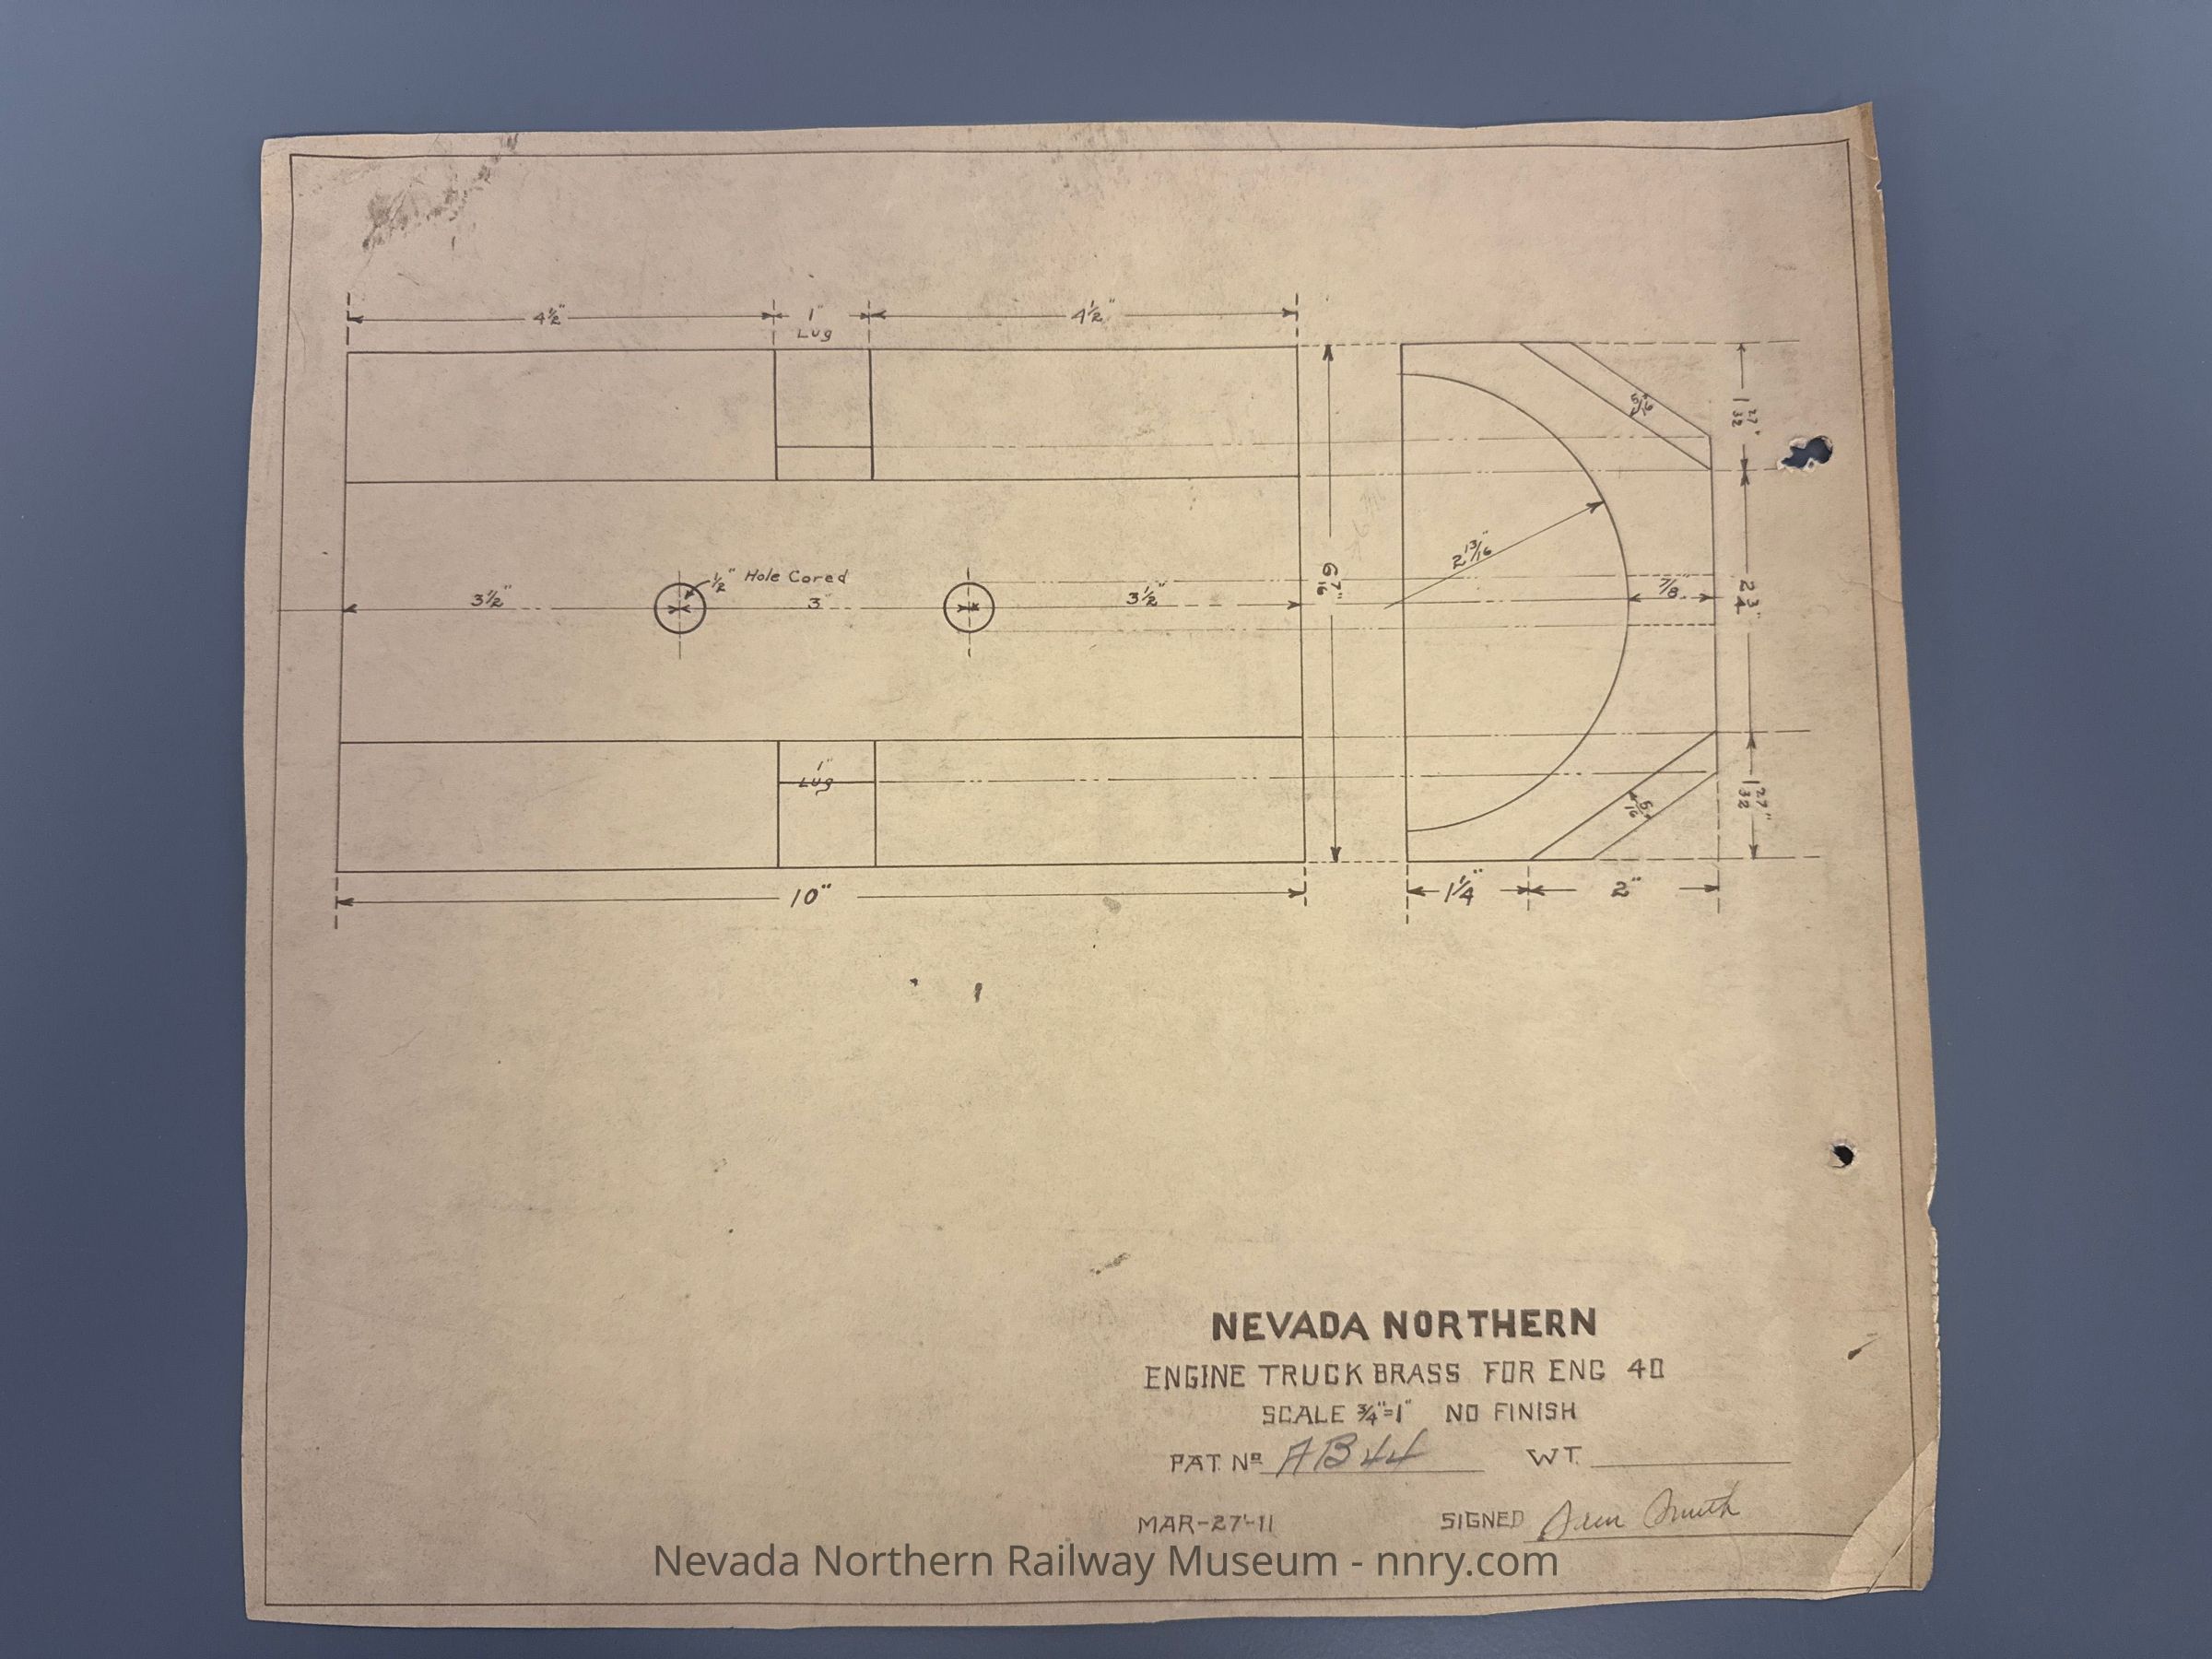 4½" 1" 4½"
Lug
5/16"
1 27/32"
½" Hole Cored
3½" 3" 3½"
6 7/16"
2 13/16"
7/8"
2 3/4"
1"
Lug
5/16"
1 27/32"
10"
1¼" 2"
NEVADA NORTHERN
ENGINE TRUCK BRASS FOR ENG 40
SCALE ¾"=1" NO FINISH
PAT. Nº AB44 WT.
MAR-27-11 SIGNED Sam Smith
Nevada Northern Railway Museum - nnry.com